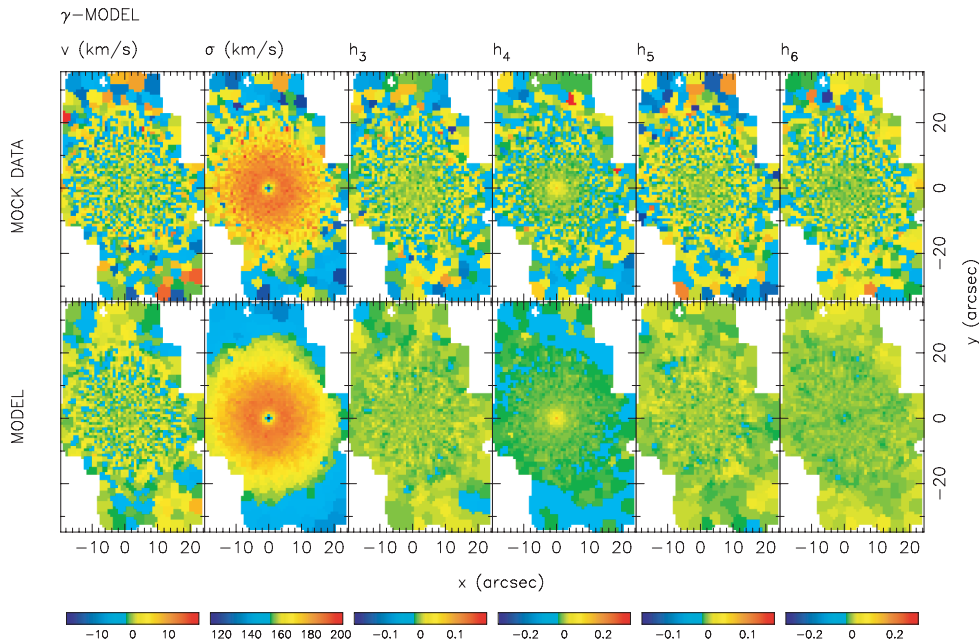 γ−MODEL
v (km/s) σ (km/s) h3 h4 h5 h6
MOCK DATA
20
0
−20
MODEL
20
0
−20
y (arcsec)
−10 0 10 20 −10 0 10 20 −10 0 10 20 −10 0 10 20 −10 0 10 20 −10 0 10 20
x (arcsec)
−10 0 10 120 140 160 180 200 −0.1 0 0.1 −0.2 0 0.2 −0.1 0 0.1 −0.2 0 0.2